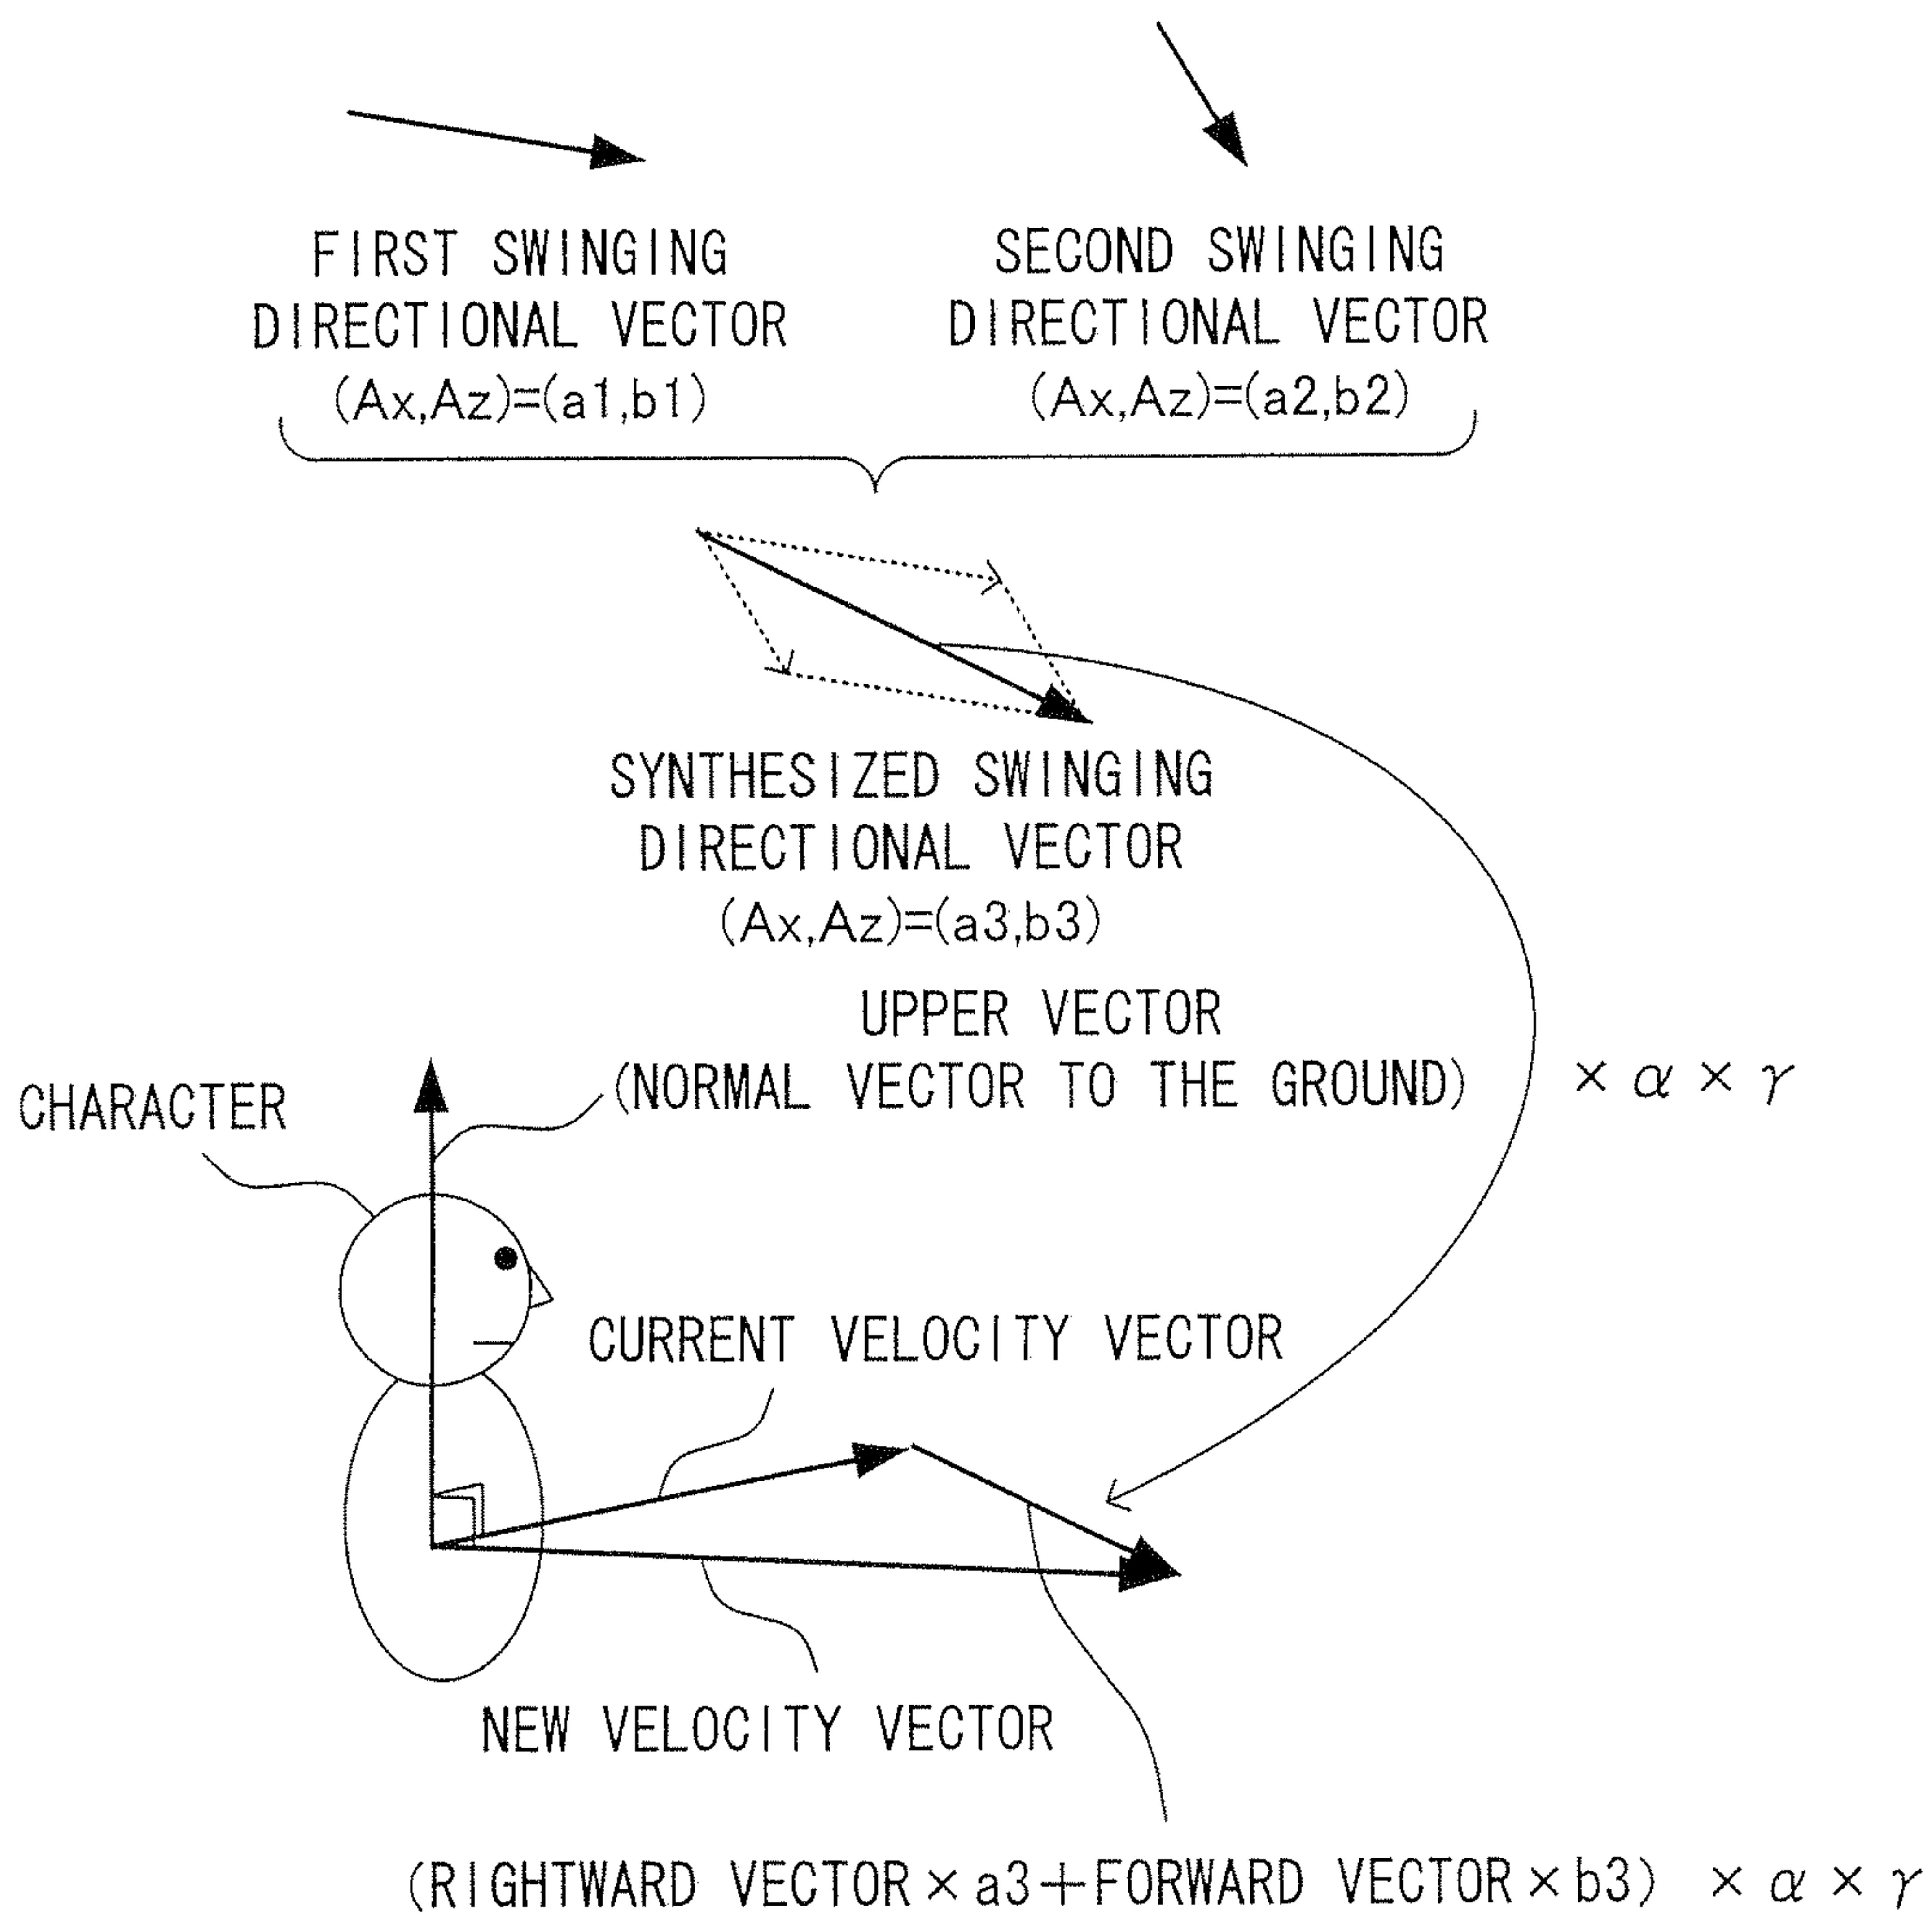 FIRST SWINGING
DIRECTIONAL VECTOR
(Ax,Az)=(a1,b1)
SECOND SWINGING
DIRECTIONAL VECTOR
(Ax,Az)=(a2,b2)
SYNTHESIZED SWINGING
DIRECTIONAL VECTOR
(Ax,Az)=(a3,b3)
UPPER VECTOR
(NORMAL VECTOR TO THE GROUND)
× α × γ
CHARACTER
CURRENT VELOCITY VECTOR
NEW VELOCITY VECTOR
(RIGHTWARD VECTOR×a3+FORWARD VECTOR×b3) × α × γ